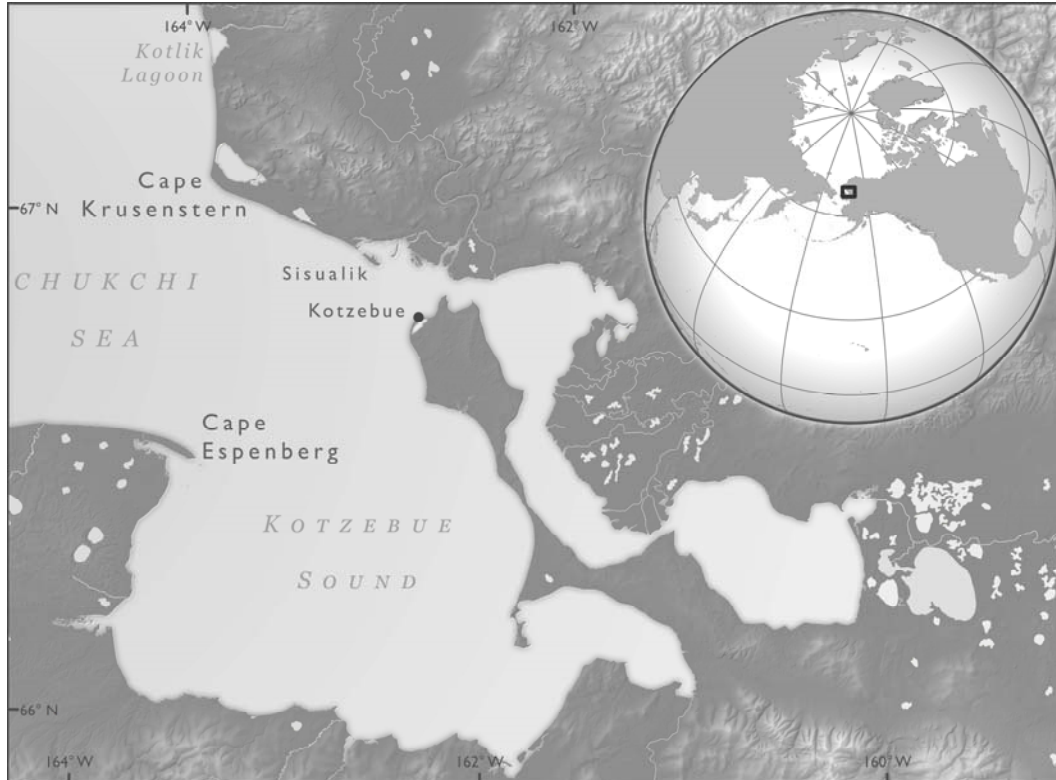 164° W
162° W
Kotlik
Lagoon
Cape
Krusenstern
67° N
CHUKCHI
SEA
Sisualik
Kotzebue
Cape
Espenberg
KOTZEBUE
SOUND
66° N
164° W
162° W
160° W